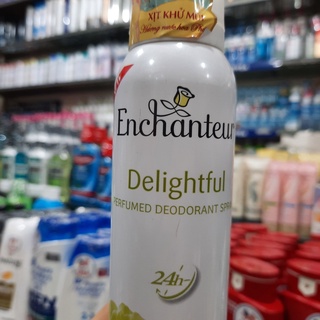 XỊT KHỬ MÙI
Enchanteur
Delightful
PERFUMED DEODORANT SPRAY
24h